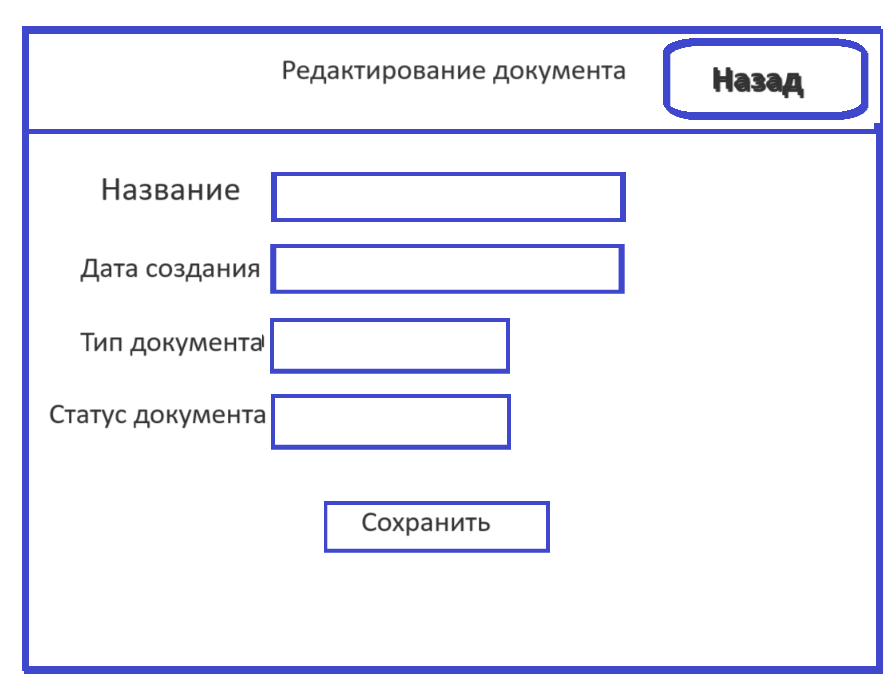 Редактирование документа
Назад
Название
Дата создания
Тип документа
Статус документа
Сохранить